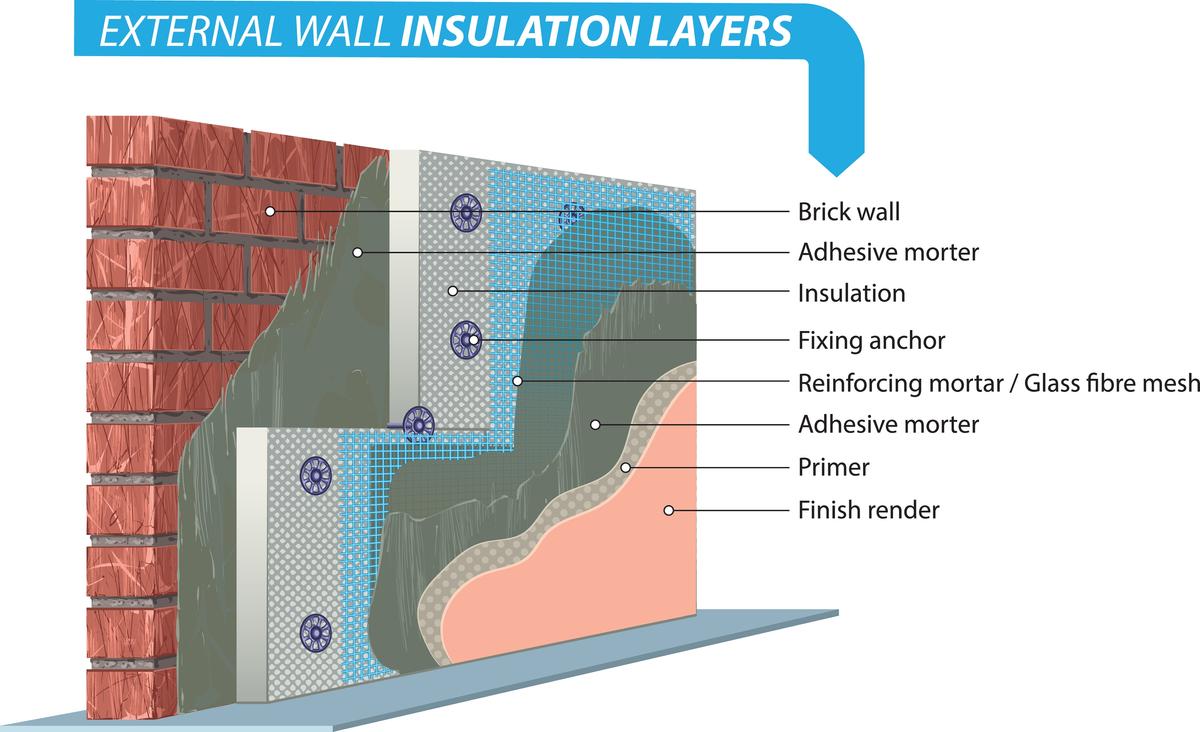 EXTERNAL WALL INSULATION LAYERS
Brick wall
Adhesive morter
Insulation
Fixing anchor
Reinforcing mortar / Glass fibre mesh
Adhesive morter
Primer
Finish render